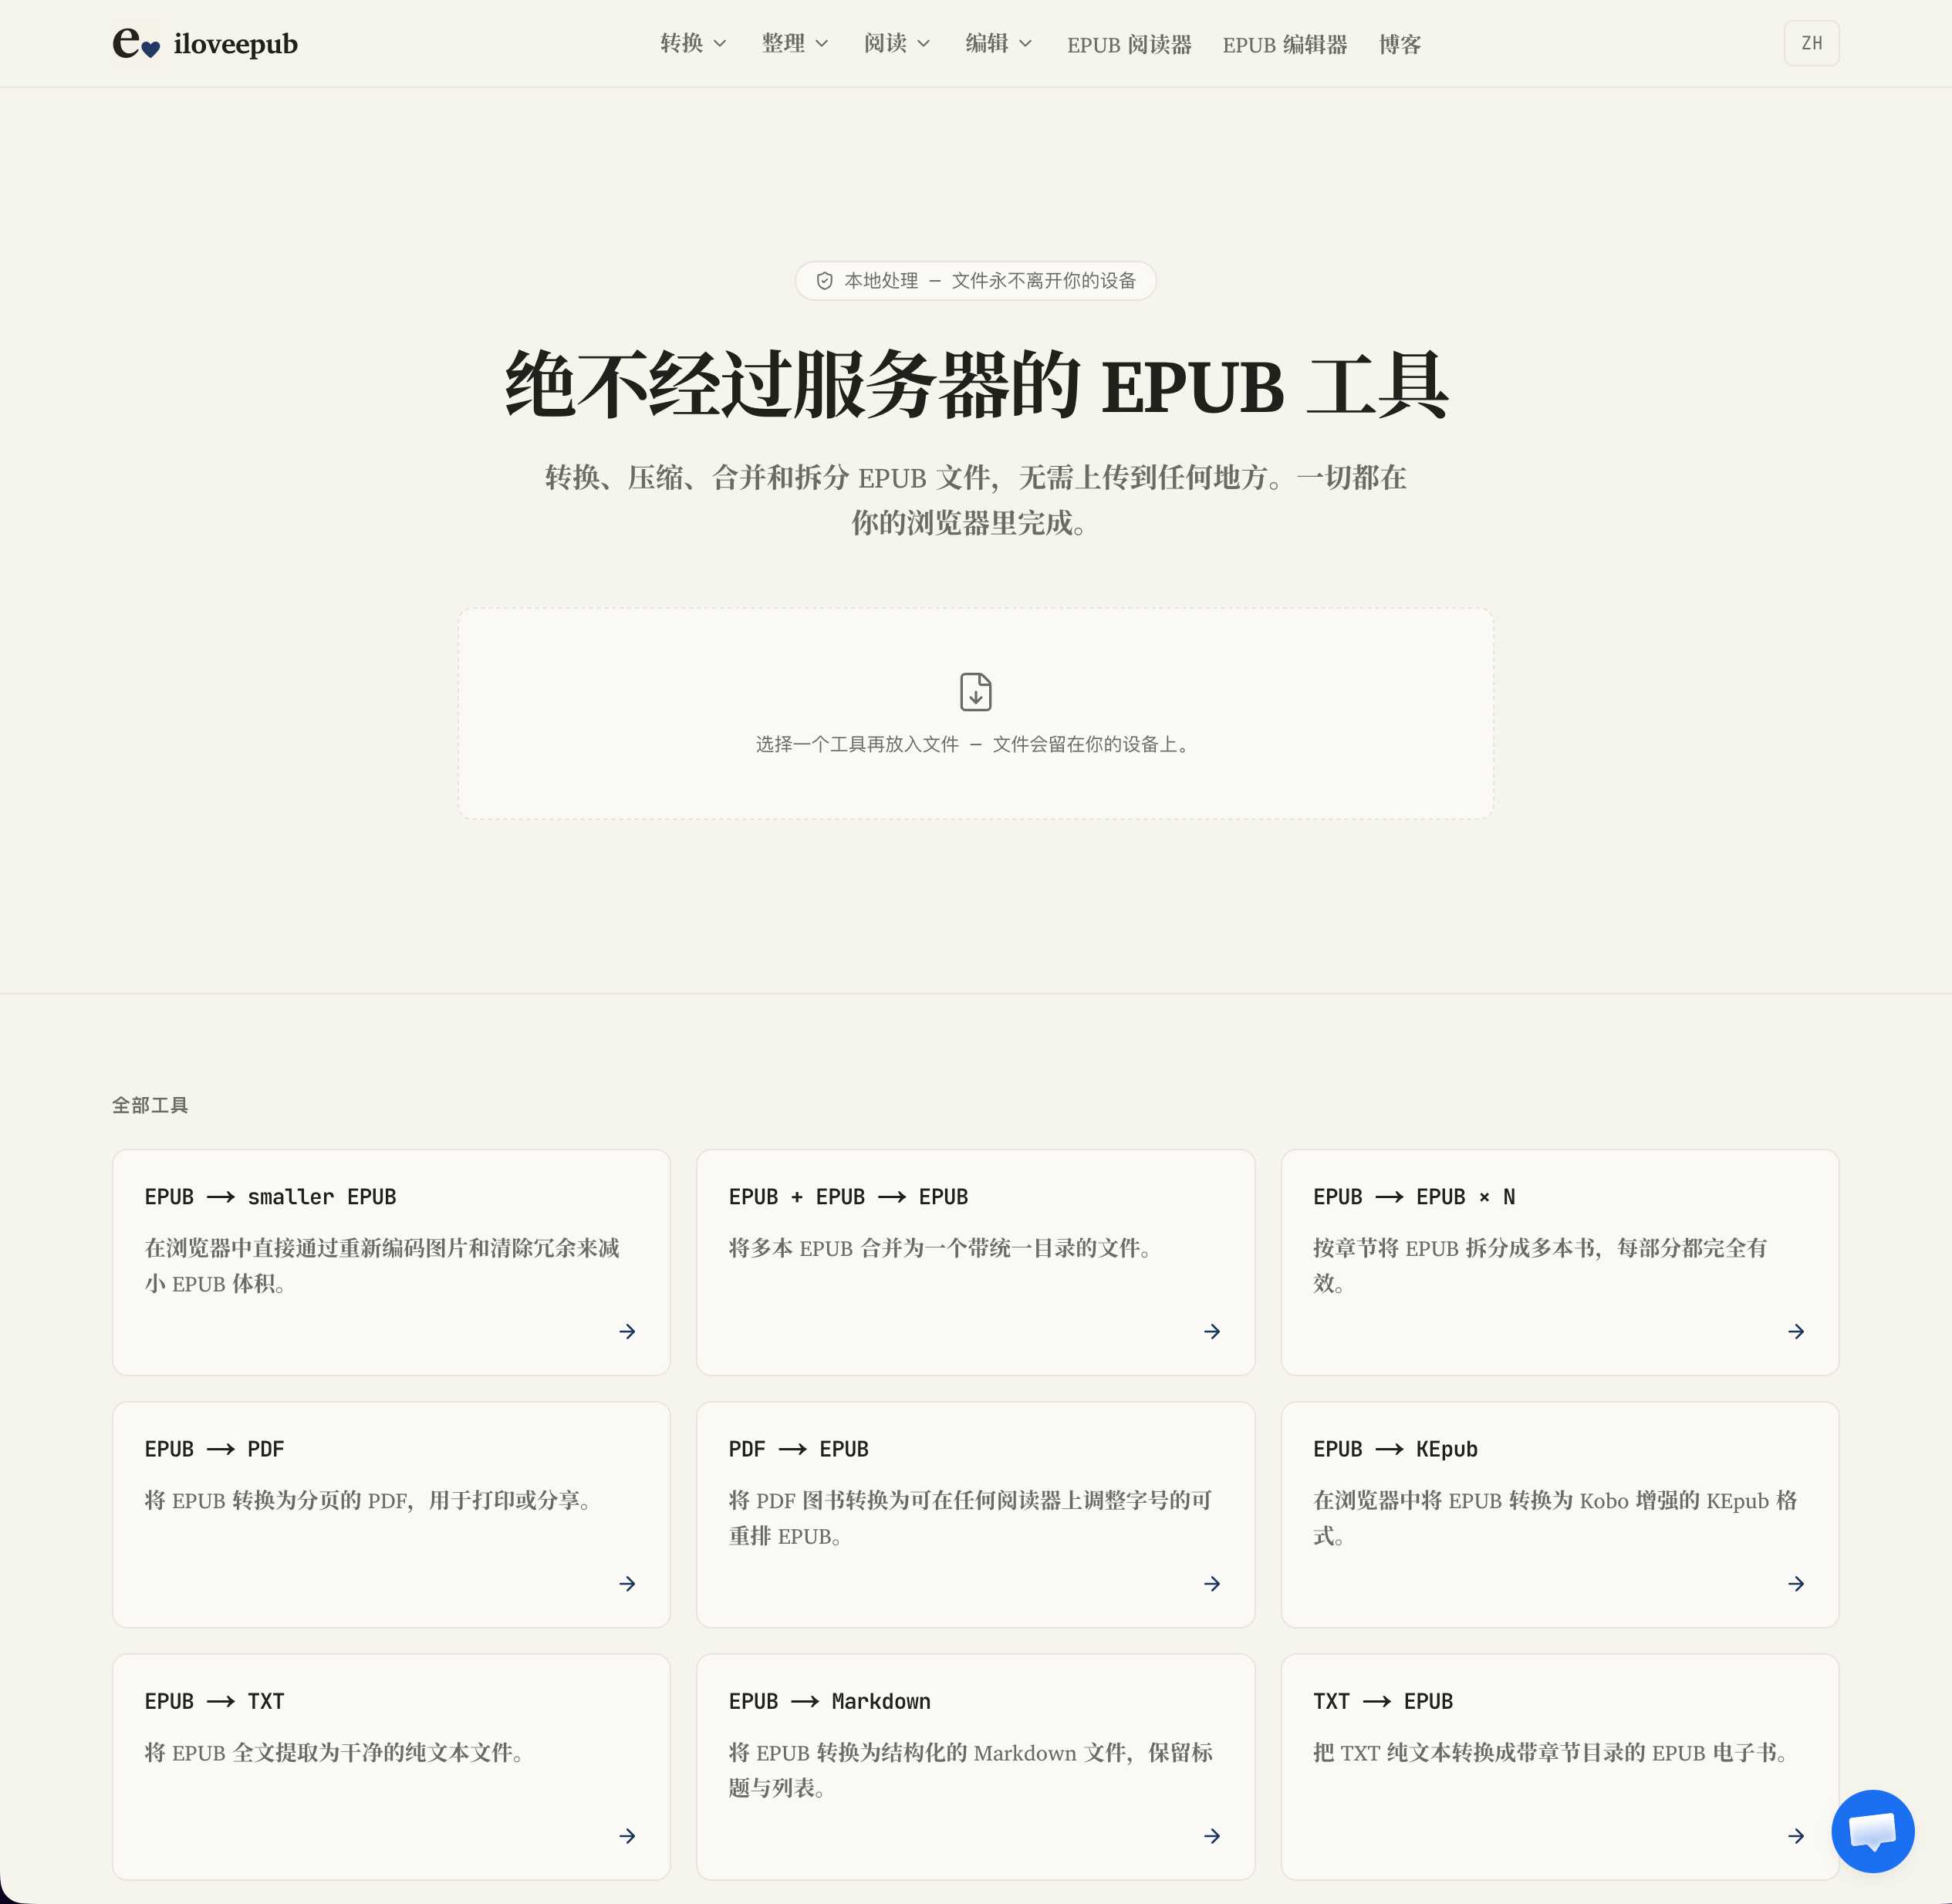 e iloveepub
转换 整理 阅读 编辑 EPUB 阅读器 EPUB 编辑器 博客 ZH
本地处理 — 文件永不离开你的设备
绝不经过服务器的 EPUB 工具
转换、压缩、合并和拆分 EPUB 文件，无需上传到任何地方。一切都在
你的浏览器里完成。
选择一个工具再放入文件 — 文件会留在你的设备上。
全部工具
EPUB ⟶ smaller EPUB
在浏览器中直接通过重新编码图片和清除冗余来减
小 EPUB 体积。
EPUB + EPUB ⟶ EPUB
将多本 EPUB 合并为一个带统一目录的文件。
EPUB ⟶ EPUB × N
按章节将 EPUB 拆分成多本书，每部分都完全有
效。
EPUB ⟶ PDF
将 EPUB 转换为分页的 PDF，用于打印或分享。
PDF ⟶ EPUB
将 PDF 图书转换为可在任何阅读器上调整字号的可
重排 EPUB。
EPUB ⟶ KEpub
在浏览器中将 EPUB 转换为 Kobo 增强的 KEpub 格
式。
EPUB ⟶ TXT
将 EPUB 全文提取为干净的纯文本文件。
EPUB ⟶ Markdown
将 EPUB 转换为结构化的 Markdown 文件，保留标
题与列表。
TXT ⟶ EPUB
把 TXT 纯文本转换成带章节目录的 EPUB 电子书。